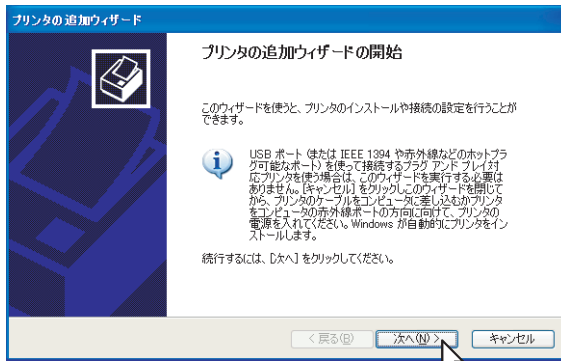 プリンタの追加ウィザード
プリンタの追加ウィザードの開始
このウィザードを使うと、プリンタのインストールや接続の設定を行うことが
できます。
USB ポート (または IEEE 1394 や赤外線などのホットプラ
グ可能なポート) を使って接続するプラグ アンド プレイ対
応プリンタを使う場合は、このウィザードを実行する必要は
ありません。[キャンセル] をクリックしこのウィザードを閉じて
から、プリンタのケーブルをコンピュータに差し込むかプリンタ
をコンピュータの赤外線ポートの方向に向けて、プリンタの
電源を入れてください。Windows が自動的にプリンタをイン
ストールします。
続行するには、[次へ] をクリックしてください。
< 戻る(B) 次へ(N) > キャンセル